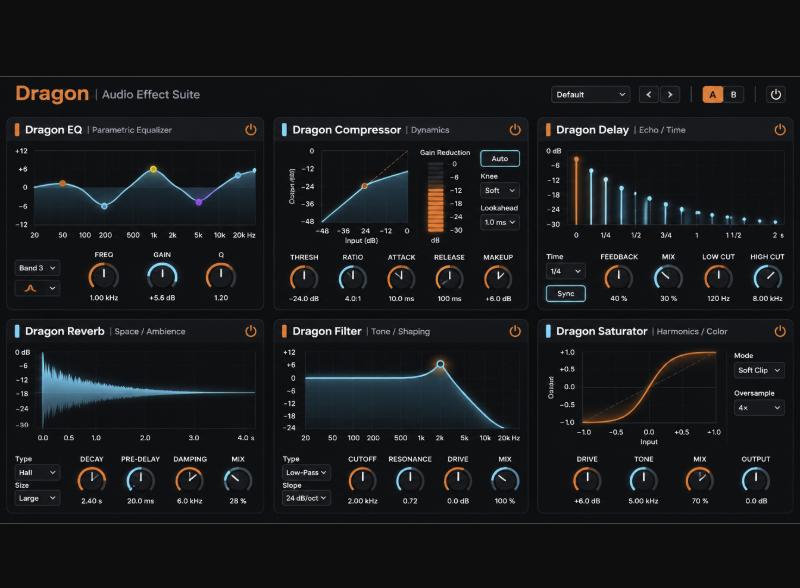 Dragon | Audio Effect Suite
Default
A B
Dragon EQ | Parametric Equalizer
+12
+6
0
-6
-12
20 50 100 200 500 1k 2k 5k 10k 20k Hz
Band 3
FREQ GAIN Q
1.00 kHz +5.6 dB 1.20
Dragon Compressor | Dynamics
0
-12
-24
-36
-48
Output (dB)
-48 -36 24 -12 0
Input (dB)
Gain Reduction
0
-6
-12
-18
-30
dB
Auto
Knee
Soft
Lookahead
1.0 ms
THRESH RATIO ATTACK RELEASE MAKEUP
-24.0 dB 4.0:1 10.0 ms 100 ms +6.0 dB
Dragon Delay | Echo / Time
0 dB
-6
-12
-18
-24
-30
0 1/4 1/2 3/4 1 1 1/2 2 s
Time
1/4
Sync
FEEDBACK MIX LOW CUT HIGH CUT
40 % 30 % 120 Hz 8.00 kHz
Dragon Reverb | Space / Ambience
0 dB
-6
-18
-24
-30
0.0 0.5 1.0 2.0 3.0 4.0 s
Type
Hall
Size
Large
DECAY PRE-DELAY DAMPING MIX
2.40 s 20.0 ms 6.0 kHz 28 %
Dragon Filter | Tone / Shaping
+12
+6
0
-6
-12
-18
-24
20 50 100 200 500 1k 2k 5k 10k 20k Hz
Type
Low-Pass
Slope
24 dB/oct
CUTOFF RESONANCE DRIVE MIX
2.00 kHz 0.72 0.0 dB 100 %
Dragon Saturator | Harmonics / Color
+1.0
+0.5
0.0
-0.5
-1.0
Output
-1.0 -0.5 0.0 +0.5 +1.0
Input
Mode
Soft Clip
Oversample
4×
DRIVE TONE MIX OUTPUT
+6.0 dB 5.00 kHz 70 % 0.0 dB